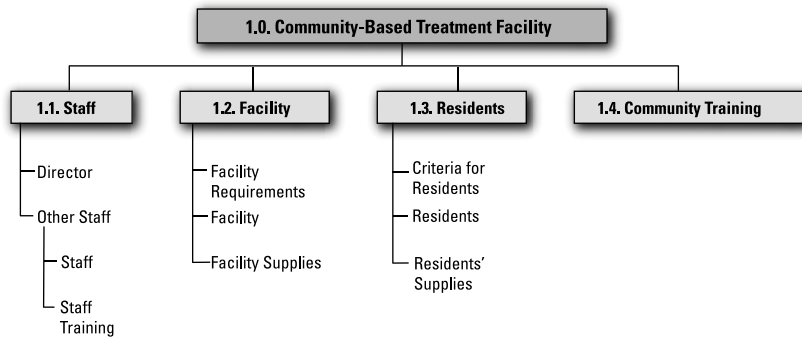 1.0. Community-Based Treatment Facility
1.1. Staff
1.2. Facility
1.3. Residents
1.4. Community Training
Director
Other Staff
Staff
Staff
Training
Facility
Requirements
Facility
Facility Supplies
Criteria for
Residents
Residents
Residents’
Supplies